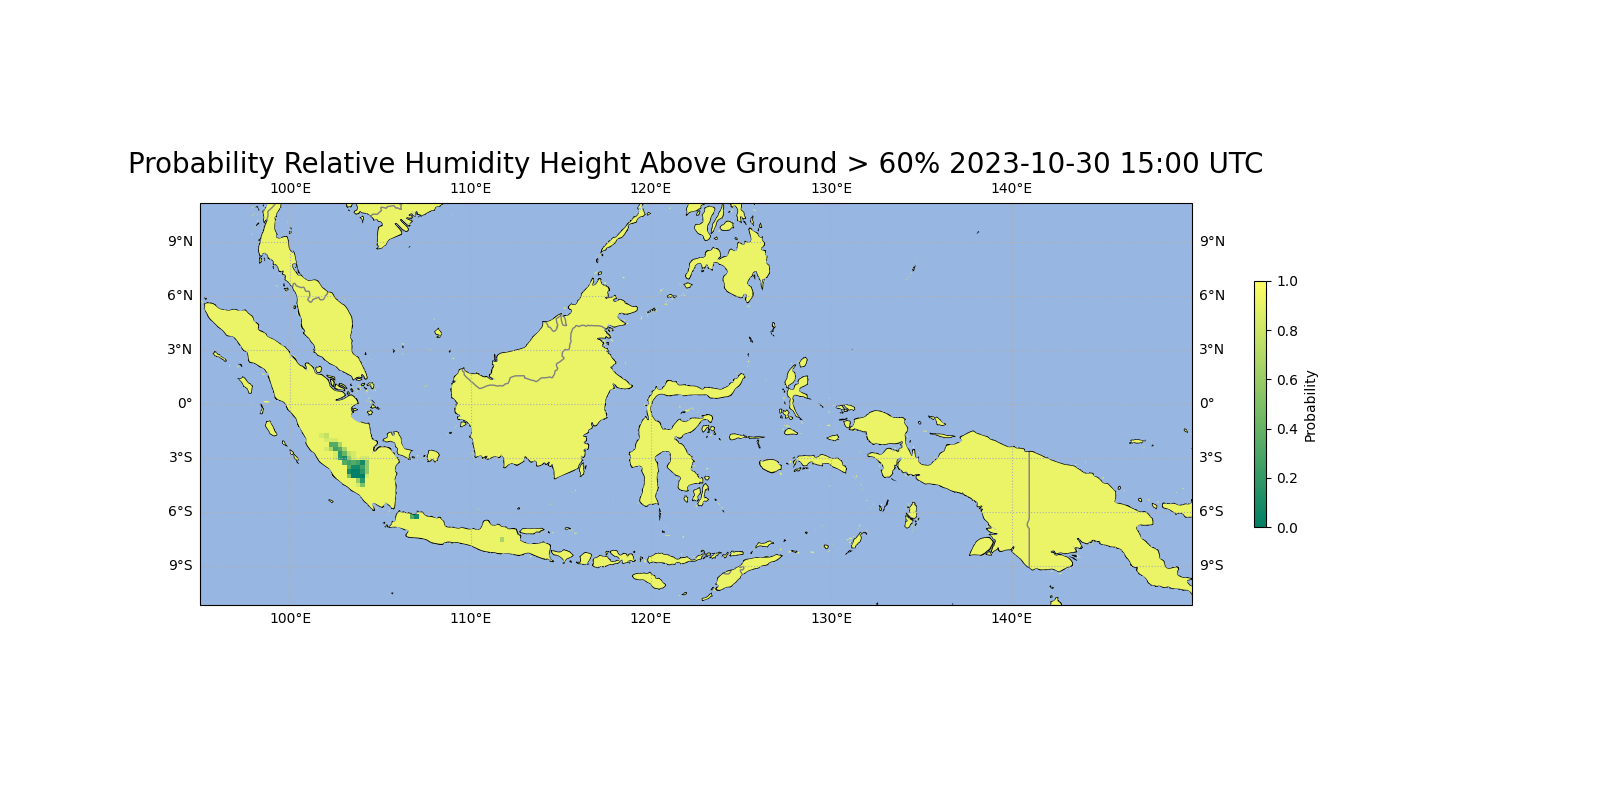 Probability Relative Humidity Height Above Ground > 60% 2023-10-30 15:00 UTC
100°E 110°E 120°E 130°E 140°E
9°N 9°N
6°N 6°N
3°N 3°N
0° 0°
3°S 3°S
6°S 6°S
9°S 9°S
100°E 110°E 120°E 130°E 140°E
1.0
0.8
0.6
0.4
0.2
0.0
Probability